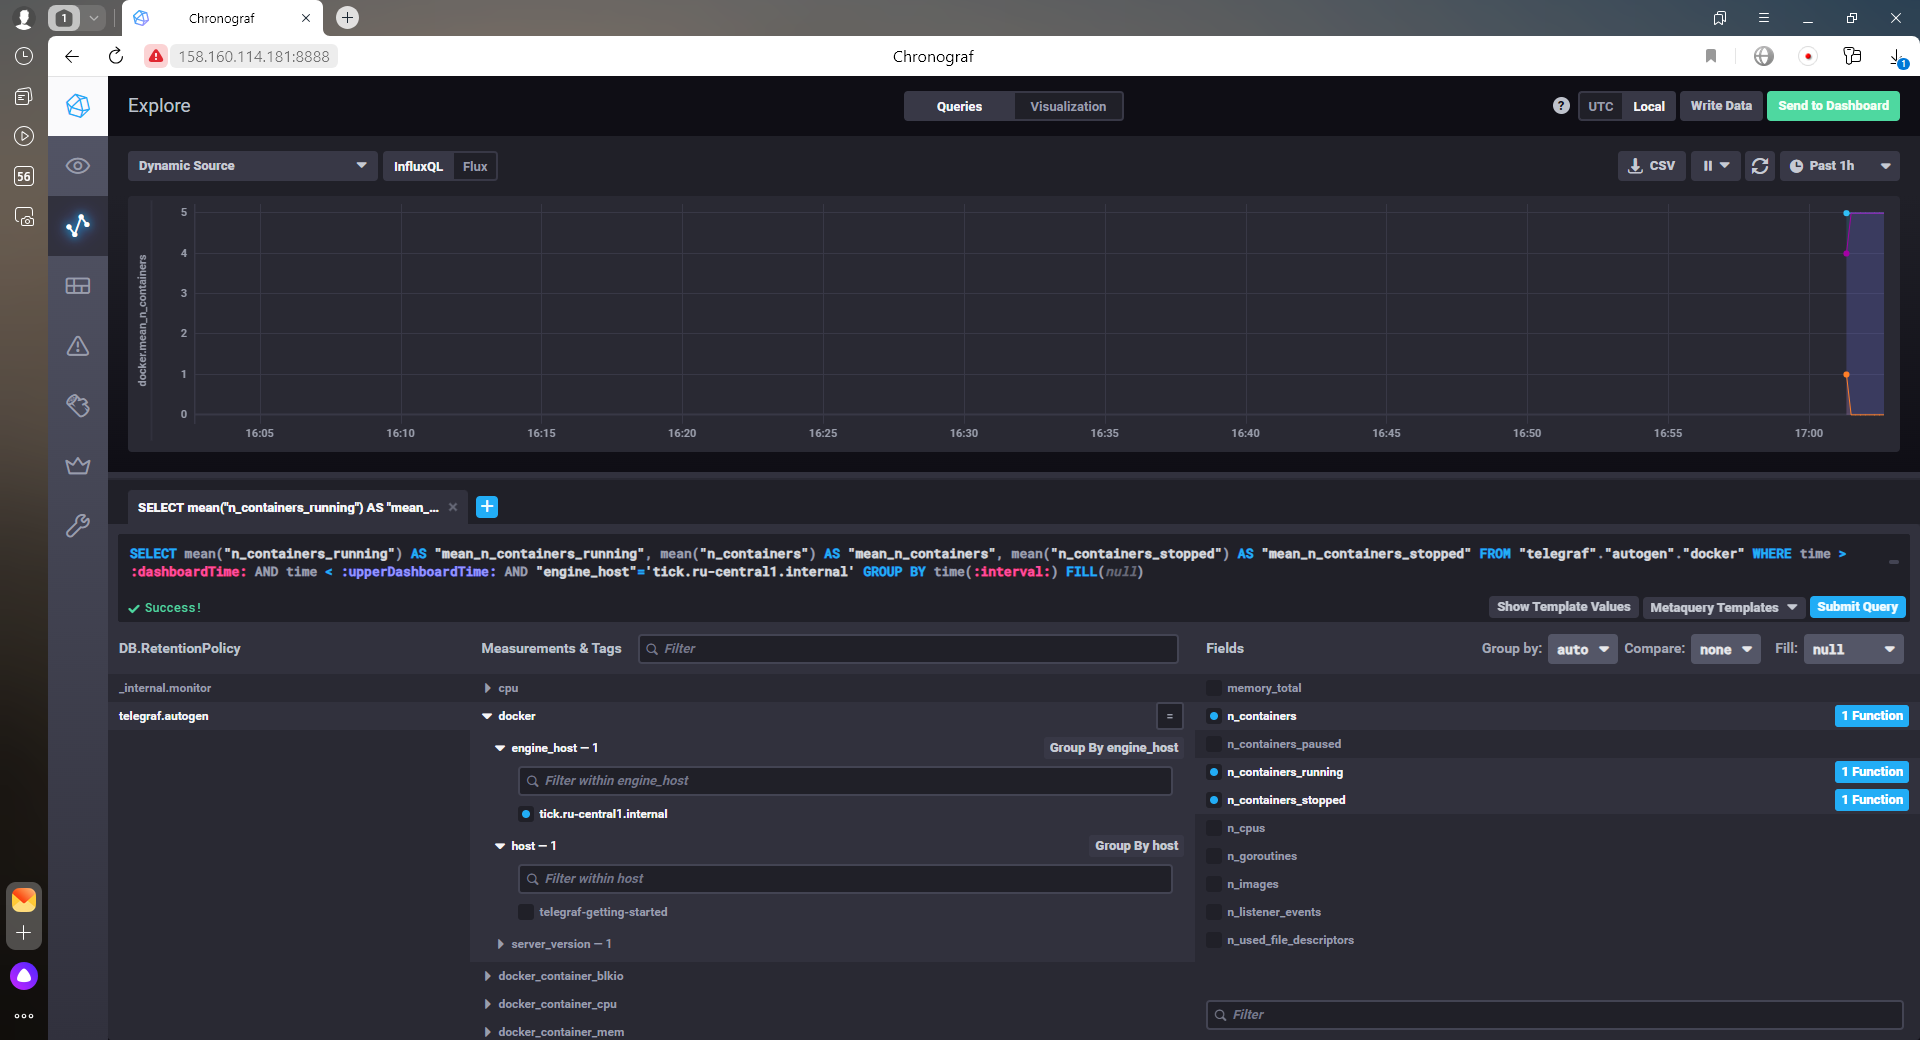 1
Chronograf
158.160.114.181:8888
Chronograf
1
56
Explore
Queries
Visualization
?
UTC
Local
Write Data
Send to Dashboard
Dynamic Source
InfluxQL
Flux
CSV
Past 1h
docker.mean_n_containers
5
4
3
2
1
0
16:05
16:10
16:15
16:20
16:25
16:30
16:35
16:40
16:45
16:50
16:55
17:00
SELECT mean("n_containers_running") AS "mean_...
SELECT mean("n_containers_running") AS "mean_n_containers_running", mean("n_containers") AS "mean_n_containers", mean("n_containers_stopped") AS "mean_n_containers_stopped" FROM "telegraf"."autogen"."docker" WHERE time >
:dashboardTime: AND time < :upperDashboardTime: AND "engine_host"='tick.ru-central1.internal' GROUP BY time(:interval:) FILL(null)
Success!
Show Template Values
Metaquery Templates
Submit Query
DB.RetentionPolicy
_internal.monitor
telegraf.autogen
Measurements & Tags
Filter
cpu
docker
=
engine_host — 1
Group By engine_host
Filter within engine_host
tick.ru-central1.internal
host — 1
Group By host
Filter within host
telegraf-getting-started
server_version — 1
docker_container_blkio
docker_container_cpu
docker_container_mem
Fields
Group by:
auto
Compare:
none
Fill:
null
memory_total
n_containers
1 Function
n_containers_paused
n_containers_running
1 Function
n_containers_stopped
1 Function
n_cpus
n_goroutines
n_images
n_listener_events
n_used_file_descriptors
Filter